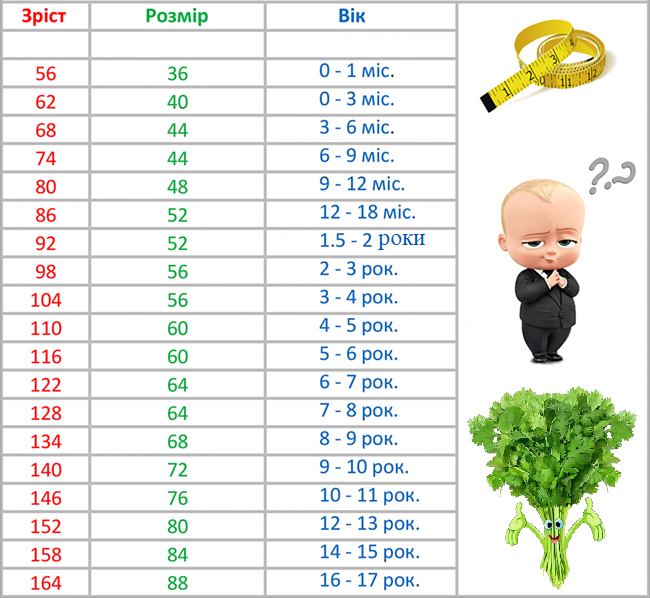 Зріст Розмір Вік
56 36 0 - 1 міс.
62 40 0 - 3 міс.
68 44 3 - 6 міс.
74 44 6 - 9 міс.
80 48 9 - 12 міс.
86 52 12 - 18 міс.
92 52 1.5 - 2 роки
98 56 2 - 3 рок.
104 56 3 - 4 рок.
110 60 4 - 5 рок.
116 60 5 - 6 рок.
122 64 6 - 7 рок.
128 64 7 - 8 рок.
134 68 8 - 9 рок.
140 72 9 - 10 рок.
146 76 10 - 11 рок.
152 80 12 - 13 рок.
158 84 14 - 15 рок.
164 88 16 - 17 рок.
??